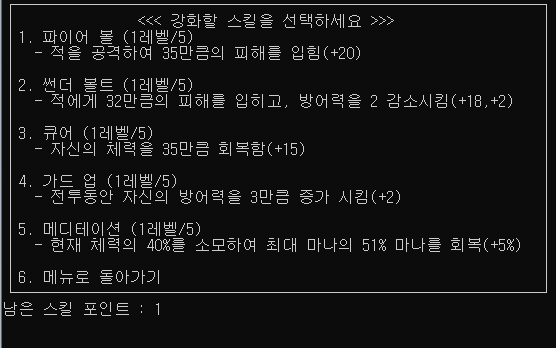 <<< 강화할 스킬을 선택하세요 >>>
1. 파이어 볼 (1레벨/5)
- 적을 공격하여 35만큼의 피해를 입힘(+20)
2. 썬더 볼트 (1레벨/5)
- 적에게 32만큼의 피해를 입히고, 방어력을 2 감소시킴(+18,+2)
3. 큐어 (1레벨/5)
- 자신의 체력을 35만큼 회복함(+15)
4. 가드 업 (1레벨/5)
- 전투동안 자신의 방어력을 3만큼 증가 시킴(+2)
5. 메디테이션 (1레벨/5)
- 현재 체력의 40%를 소모하여 최대 마나의 51% 마나를 회복(+5%)
6. 메뉴로 돌아가기
남은 스킬 포인트 : 1